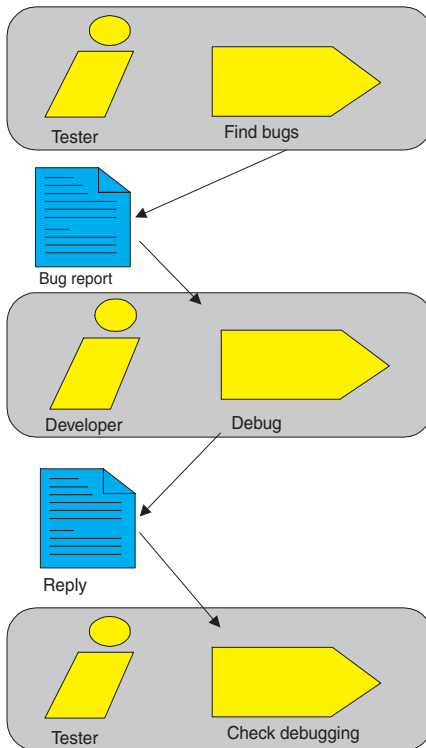 Tester
Find bugs
Bug report
Developer
Debug
Reply
Tester
Check debugging